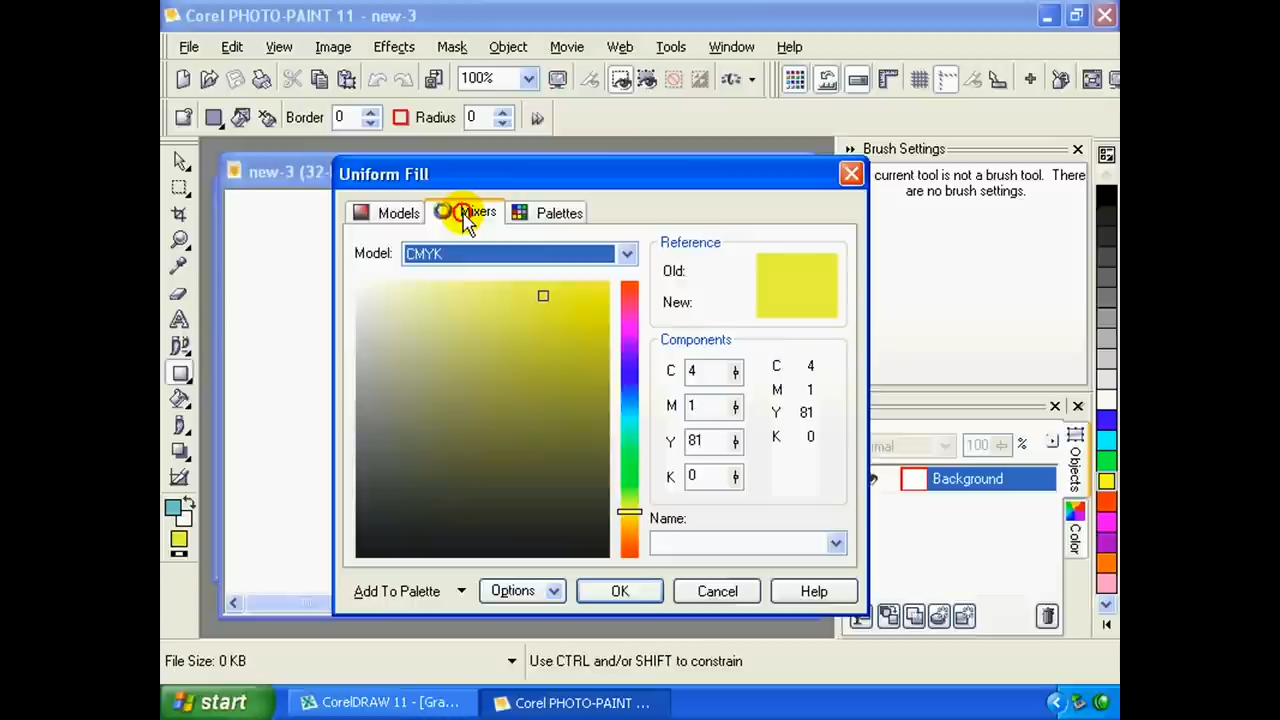 Corel PHOTO-PAINT 11 - new-3
File Edit View Image Effects Mask Object Movie Web Tools Window Help
100%
Border 0 Radius 0
Brush Settings
new-3 (32-
Uniform Fill
current tool is not a brush tool. There
are no brush settings.
Models Mixers Palettes
Model: CMYK
Reference
Old:
New:
Components
C 4 C 4
M 1 M 1
Y 81 Y 81
K 0 K 0
100 %
Objects
Background
Color
Name:
Add To Palette Options OK Cancel Help
File Size: 0 KB Use CTRL and/or SHIFT to constrain
start CorelDRAW 11 - [Gra... Corel PHOTO-PAINT ...